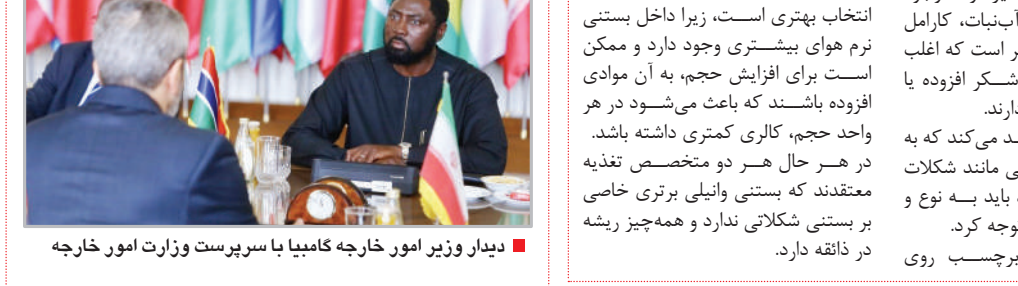 آب‌نبات، کارامل
ر است که اغلب
شکر افزوده یا
دارند.
ـد می‌کند که به
ی مانند شکلات
باید به نوع و
توجه کرد.
برچسب روی
انتخاب بهتری است، زیرا داخل بستنی
نرم هوای بیشتری وجود دارد و ممکن
است برای افزایش حجم، به آن موادی
افزوده باشند که باعث می‌شود در هر
واحد حجم، کالری کمتری داشته باشد.
در هر حال هر دو متخصص تغذیه
معتقدند که بستنی وانیلی برتری خاصی
بر بستنی شکلاتی ندارد و همه‌چیز ریشه
در ذائقه دارد.
دیدار وزیر امور خارجه گامبیا با سرپرست وزارت امور خارجه